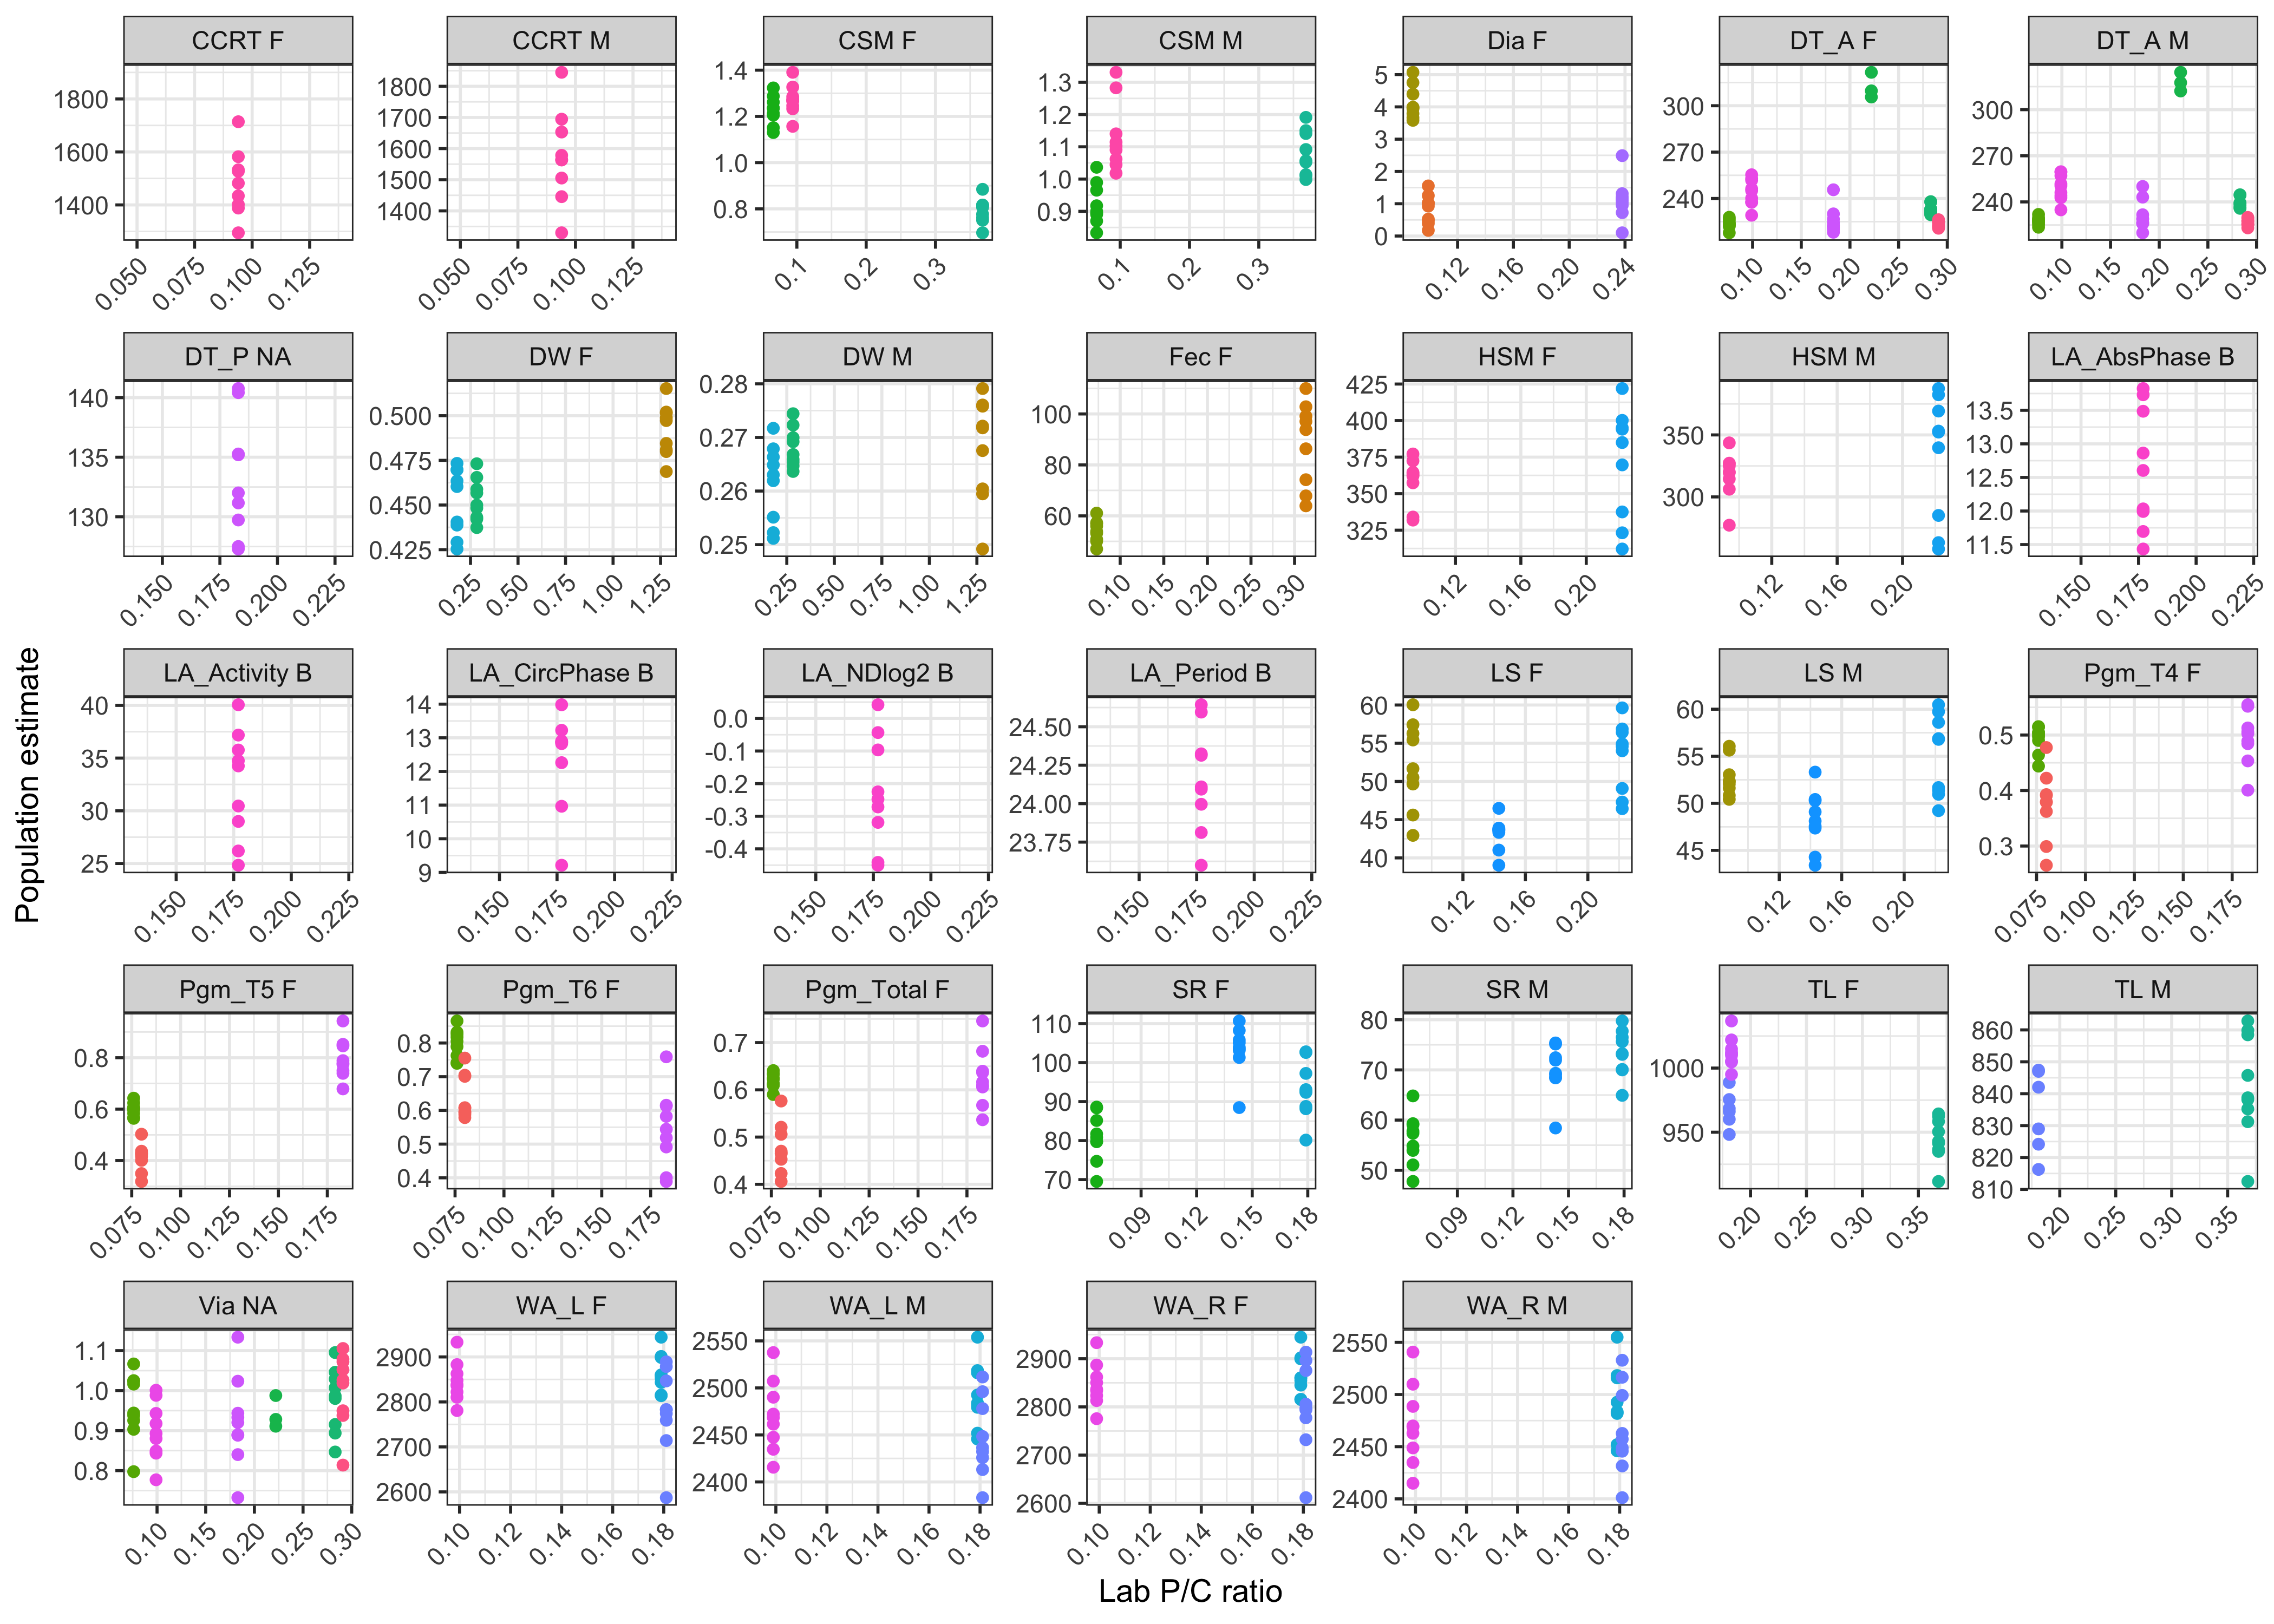 CCRT F CCRT M CSM F CSM M Dia F DT_A F DT_A M
1800 1600 1400
1800 1700 1600 1500 1400
1.4 1.2 1.0 0.8
1.3 1.2 1.1 1.0 0.9
5 4 3 2 1 0
300 270 240
300 270 240
0.050 0.075 0.100 0.125
0.050 0.075 0.100 0.125
0.1 0.2 0.3
0.1 0.2 0.3
0.12 0.16 0.20 0.24
0.10 0.15 0.20 0.25 0.30
0.10 0.15 0.20 0.25 0.30
DT_P NA DW F DW M Fec F HSM F HSM M LA_AbsPhase B
140 135 130
0.500 0.475 0.450 0.425
0.28 0.27 0.26 0.25
100 80 60
425 400 375 350 325
350 300
13.5 13.0 12.5 12.0 11.5
0.150 0.175 0.200 0.225
0.25 0.50 0.75 1.00 1.25
0.25 0.50 0.75 1.00 1.25
0.10 0.15 0.20 0.25 0.30
0.12 0.16 0.20
0.12 0.16 0.20
0.150 0.175 0.200 0.225
Population estimate
LA_Activity B LA_CircPhase B LA_NDlog2 B LA_Period B LS F LS M Pgm_T4 F
40 35 30 25
14 13 12 11 10 9
0.0 -0.1 -0.2 -0.3 -0.4
24.50 24.25 24.00 23.75
60 55 50 45 40
60 55 50 45
0.5 0.4 0.3
0.150 0.175 0.200 0.225
0.150 0.175 0.200 0.225
0.150 0.175 0.200 0.225
0.150 0.175 0.200 0.225
0.12 0.16 0.20
0.12 0.16 0.20
0.075 0.100 0.125 0.150 0.175
Pgm_T5 F Pgm_T6 F Pgm_Total F SR F SR M TL F TL M
0.8 0.6 0.4
0.8 0.7 0.6 0.5 0.4
0.7 0.6 0.5 0.4
110 100 90 80 70
80 70 60 50
1000 950
860 850 840 830 820 810
0.075 0.100 0.125 0.150 0.175
0.075 0.100 0.125 0.150 0.175
0.075 0.100 0.125 0.150 0.175
0.09 0.12 0.15 0.18
0.09 0.12 0.15 0.18
0.20 0.25 0.30 0.35
0.20 0.25 0.30 0.35
Via NA WA_L F WA_L M WA_R F WA_R M
1.1 1.0 0.9 0.8
2900 2800 2700 2600
2550 2500 2450 2400
2900 2800 2700 2600
2550 2500 2450 2400
0.10 0.15 0.20 0.25 0.30
0.10 0.12 0.14 0.16 0.18
0.10 0.12 0.14 0.16 0.18
0.10 0.12 0.14 0.16 0.18
0.10 0.12 0.14 0.16 0.18
Lab P/C ratio